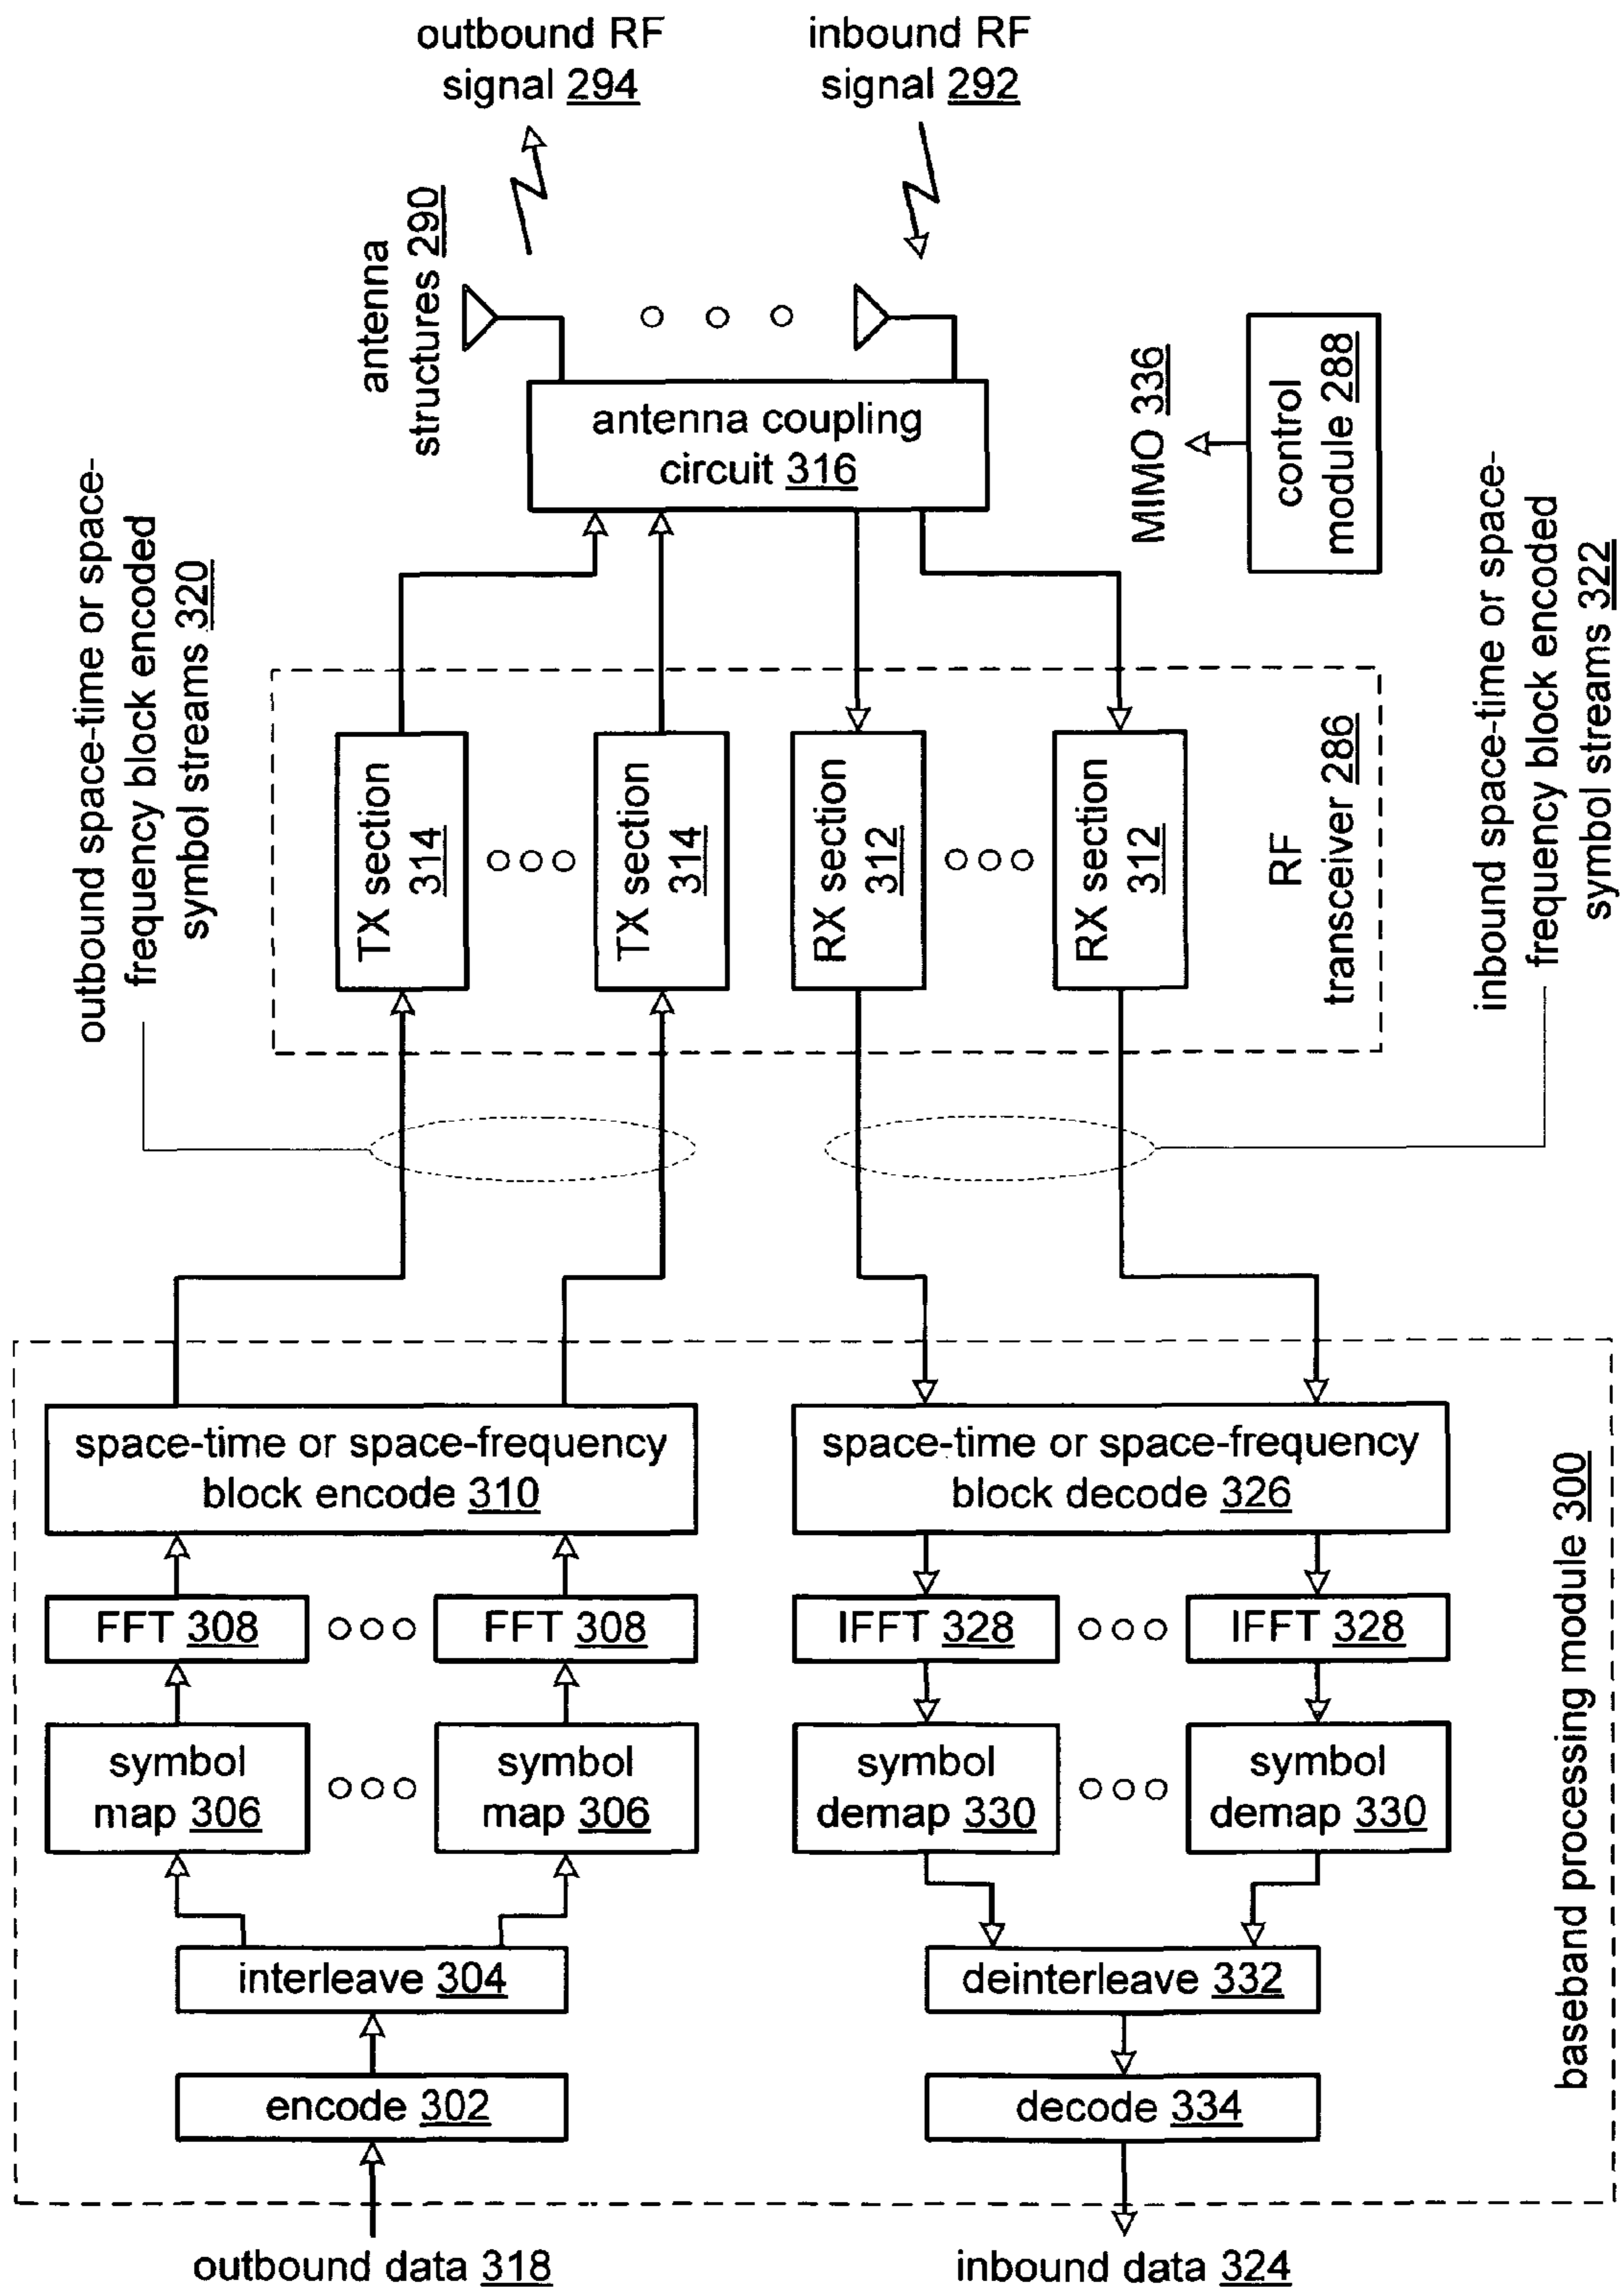 outbound RF
signal 294
inbound RF
signal 292
antenna
structures 290
antenna coupling
circuit 316
MIMO 336
control
module 288
outbound space-time or space-
frequency block encoded
symbol streams 320
TX section
314
TX section
314
RX section
312
RX section
312
RF
transceiver 286
inbound space-time or space-
frequency block encoded
symbol streams 322
space-time or space-frequency
block encode 310
space-time or space-frequency
block decode 326
FFT 308
FFT 308
IFFT 328
IFFT 328
symbol
map 306
symbol
map 306
symbol
demap 330
symbol
demap 330
interleave 304
deinterleave 332
encode 302
decode 334
baseband processing module 300
outbound data 318
inbound data 324